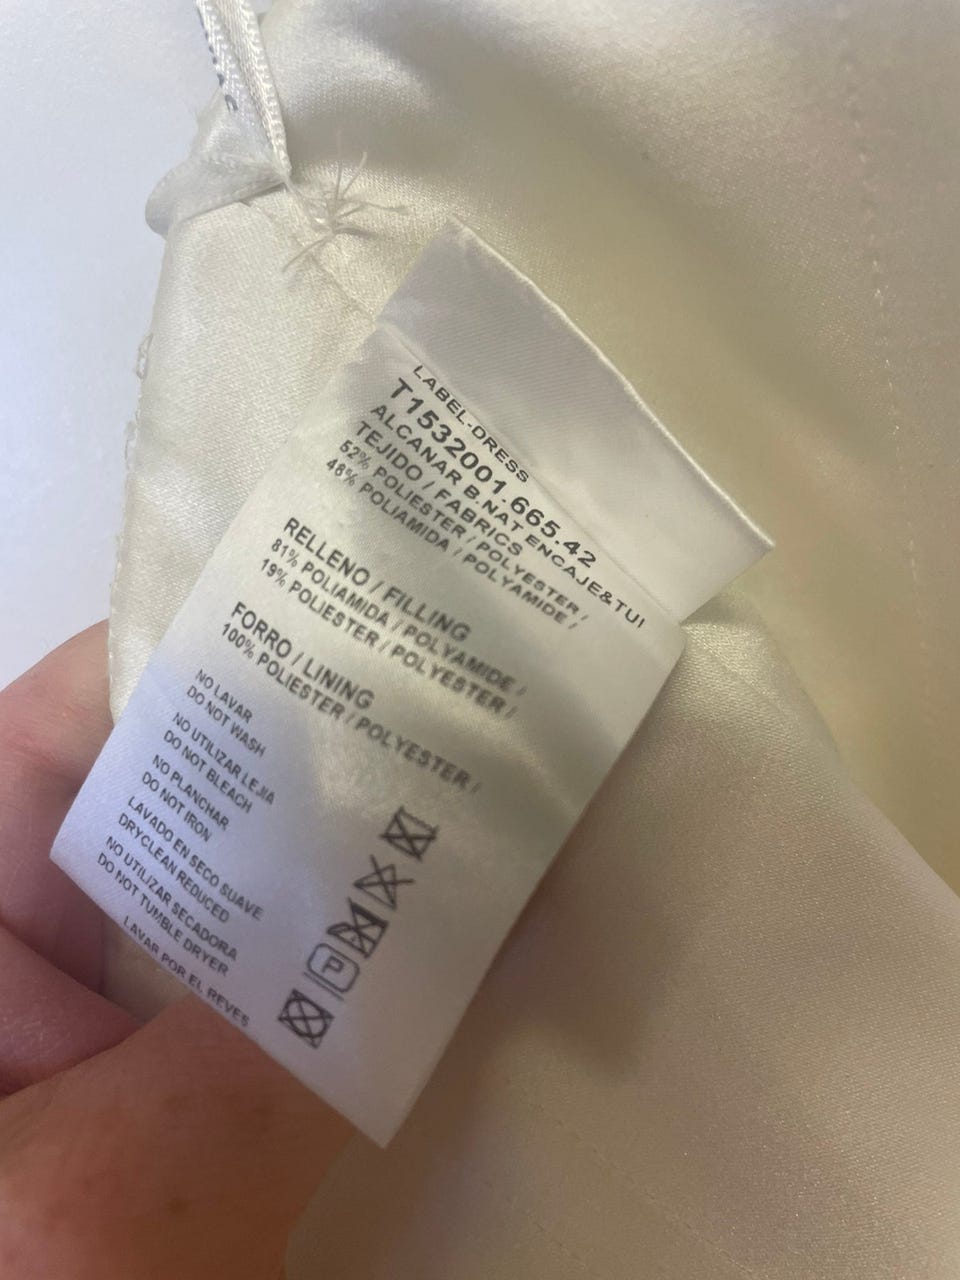 LABEL-DRESS
T1532001.665.42
ALCANAR B.NAT ENCAJE&TUI
TEJIDO / FABRICS
52% POLIESTER / POLYESTER /
48% POLIAMIDA / POLYAMIDE /
RELLENO / FILLING
81% POLIAMIDA / POLYAMIDE /
19% POLIESTER / POLYESTER /
FORRO / LINING
100% POLIESTER / POLYESTER /
NO LAVAR
DO NOT WASH
NO UTILIZAR LEJIA
DO NOT BLEACH
NO PLANCHAR
DO NOT IRON
LAVADO EN SECO SUAVE
DRYCLEAN REDUCED
NO UTILIZAR SECADORA
DO NOT TUMBLE DRYER
LAVAR POR EL REVES
P